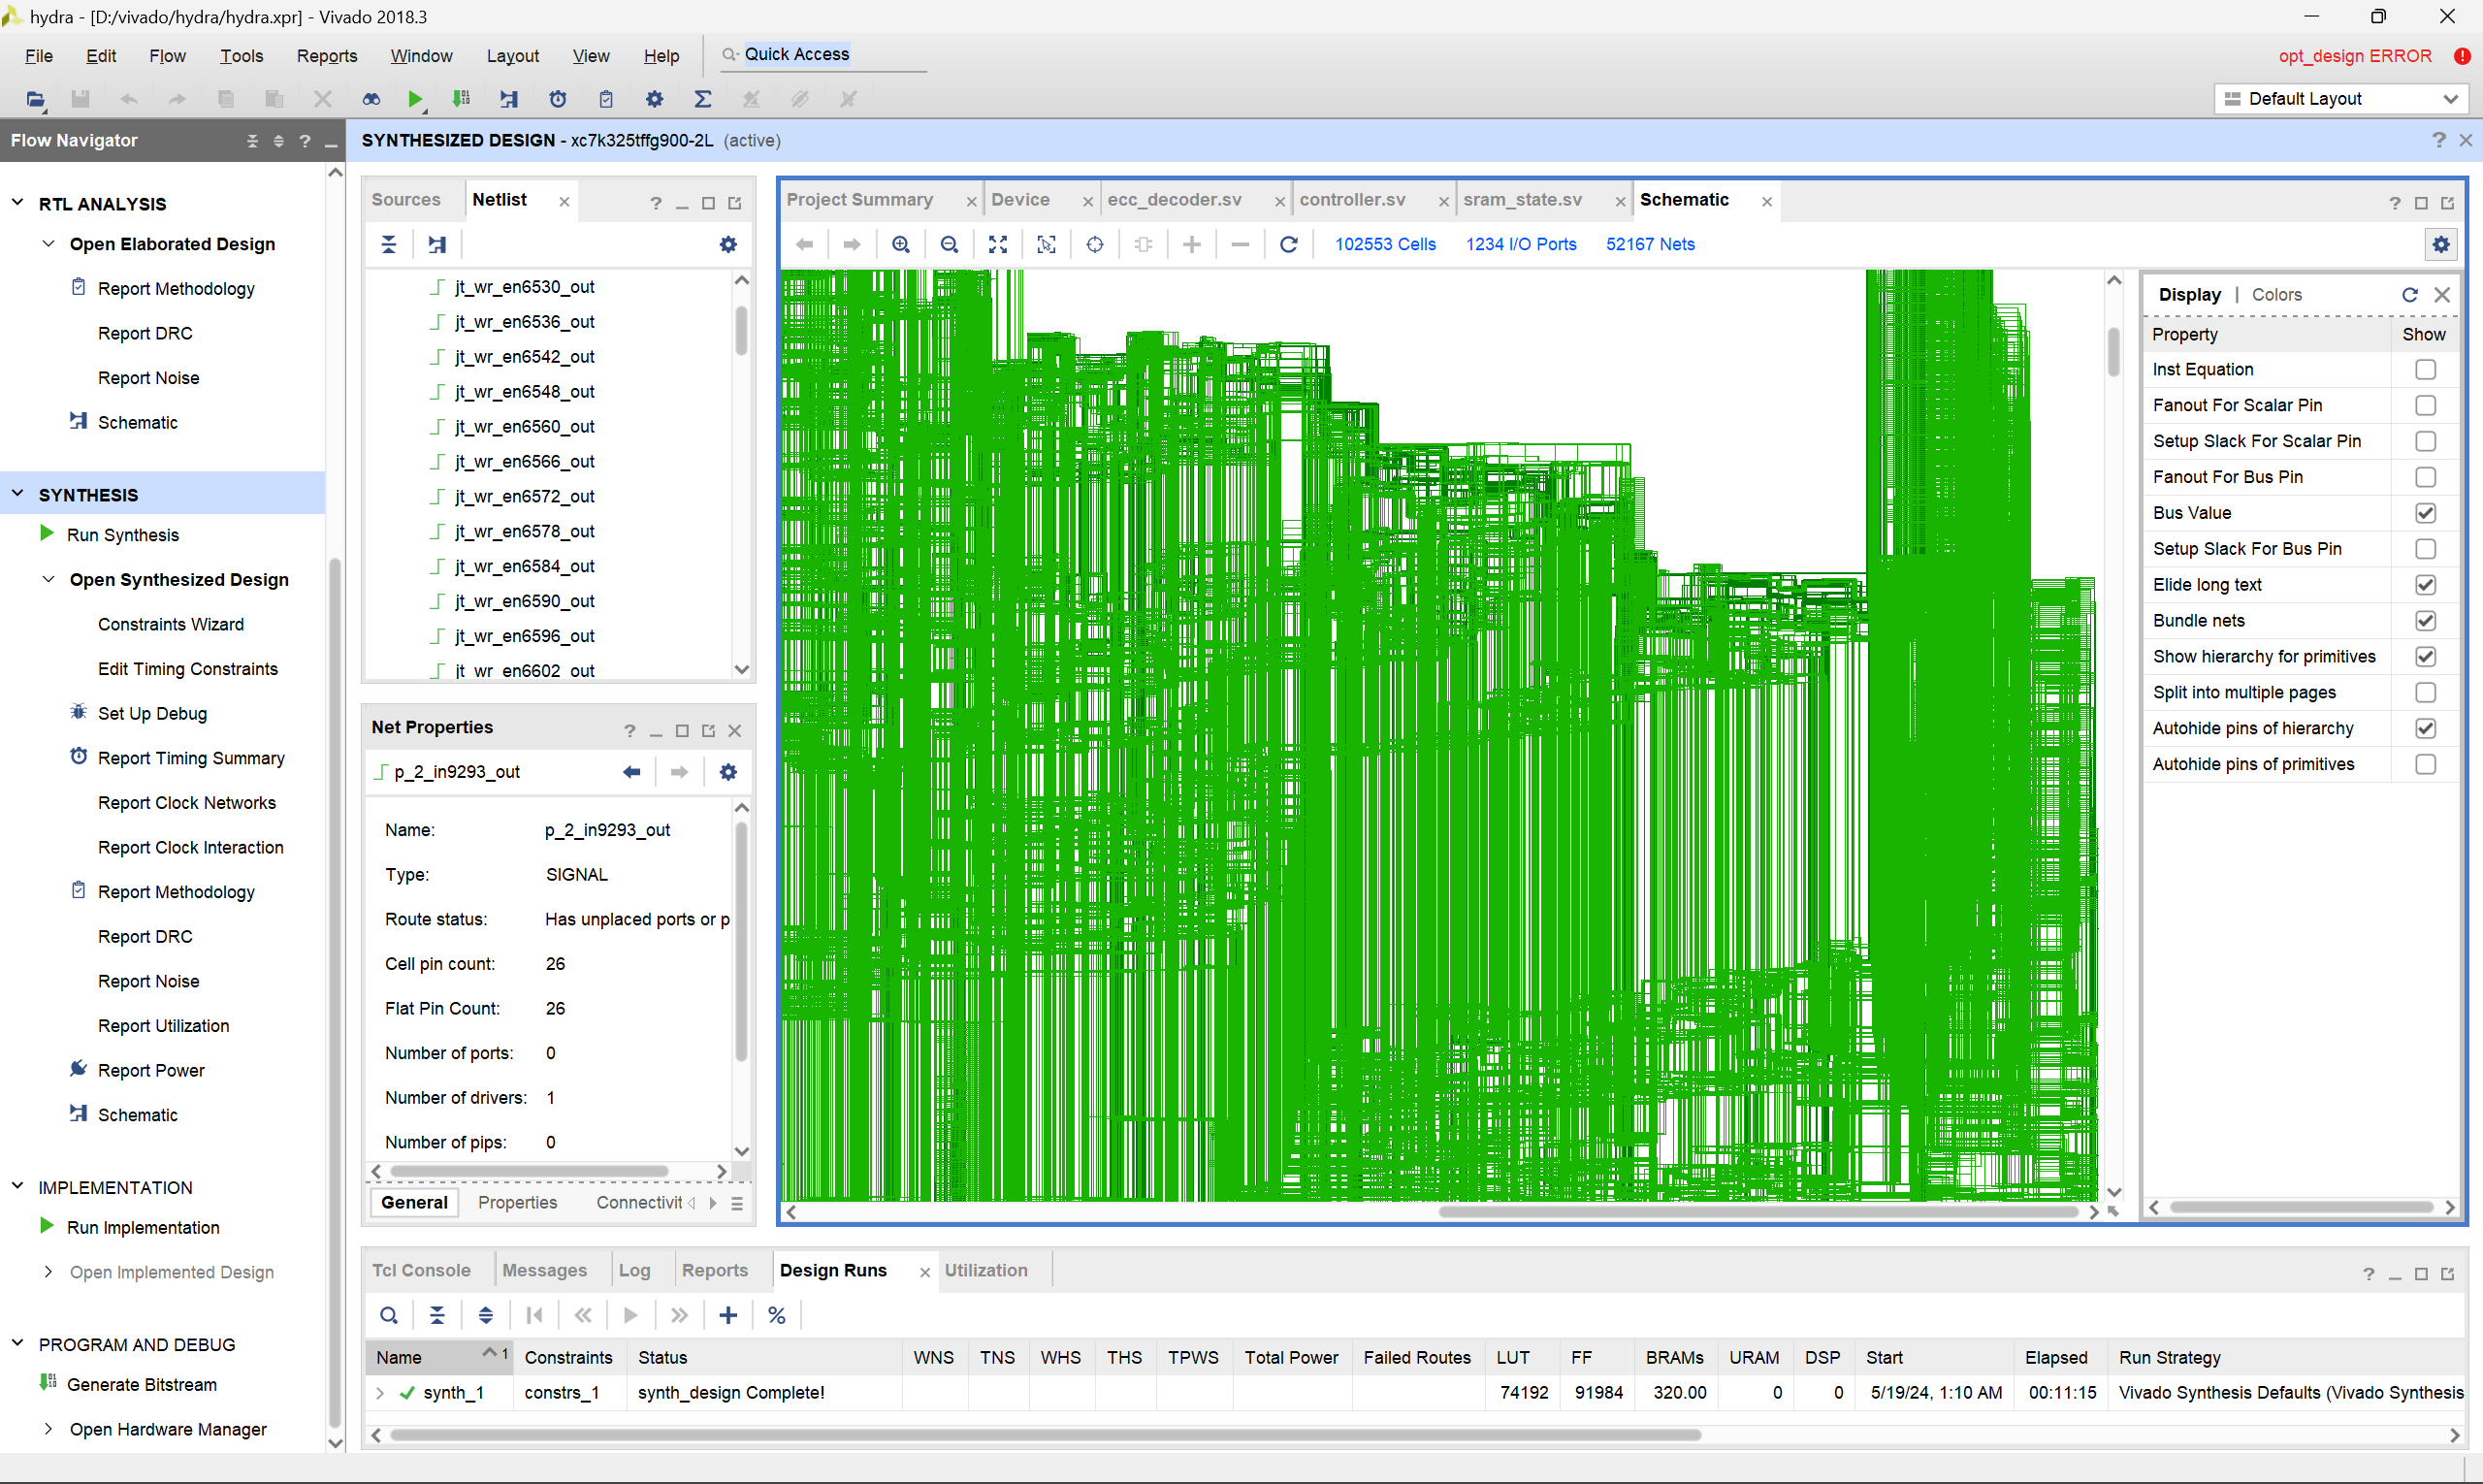 hydra - [D:/vivado/hydra/hydra.xpr] - Vivado 2018.3
File Edit Flow Tools Reports Window Layout View Help Quick Access
opt_design ERROR
Default Layout
Flow Navigator
SYNTHESIZED DESIGN - xc7k325tffg900-2L (active)
RTL ANALYSIS
Open Elaborated Design
Report Methodology
Report DRC
Report Noise
Schematic
SYNTHESIS
Run Synthesis
Open Synthesized Design
Constraints Wizard
Edit Timing Constraints
Set Up Debug
Report Timing Summary
Report Clock Networks
Report Clock Interaction
Report Methodology
Report DRC
Report Noise
Report Utilization
Report Power
Schematic
IMPLEMENTATION
Run Implementation
Open Implemented Design
PROGRAM AND DEBUG
Generate Bitstream
Open Hardware Manager
Sources Netlist
jt_wr_en6530_out
jt_wr_en6536_out
jt_wr_en6542_out
jt_wr_en6548_out
jt_wr_en6560_out
jt_wr_en6566_out
jt_wr_en6572_out
jt_wr_en6578_out
jt_wr_en6584_out
jt_wr_en6590_out
jt_wr_en6596_out
jt_wr_en6602_out
Net Properties
p_2_in9293_out
Name: p_2_in9293_out
Type: SIGNAL
Route status: Has unplaced ports or p
Cell pin count: 26
Flat Pin Count: 26
Number of ports: 0
Number of drivers: 1
Number of pips: 0
General Properties Connectivit
Project Summary Device ecc_decoder.sv controller.sv sram_state.sv Schematic
102553 Cells 1234 I/O Ports 52167 Nets
Display | Colors
Property Show
Inst Equation
Fanout For Scalar Pin
Setup Slack For Scalar Pin
Fanout For Bus Pin
Bus Value
Setup Slack For Bus Pin
Elide long text
Bundle nets
Show hierarchy for primitives
Split into multiple pages
Autohide pins of hierarchy
Autohide pins of primitives
Tcl Console Messages Log Reports Design Runs Utilization
Name 1 Constraints Status WNS TNS WHS THS TPWS Total Power Failed Routes LUT FF BRAMs URAM DSP Start Elapsed Run Strategy
synth_1 constrs_1 synth_design Complete! 74192 91984 320.00 0 0 5/19/24, 1:10 AM 00:11:15 Vivado Synthesis Defaults (Vivado Synthesis